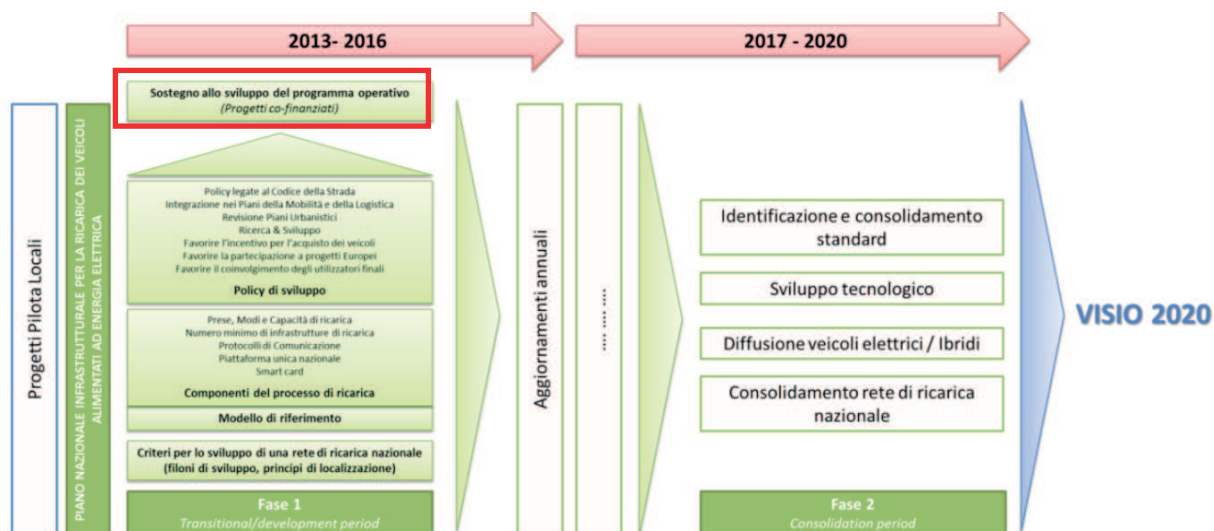 2013- 2016
2017 - 2020
Progetti Pilota Locali
PIANO NAZIONALE INFRASTRUTTURALE PER LA RICARICA DEI VEICOLI
ALIMENTATI AD ENERGIA ELETTRICA
Sostegno allo sviluppo del programma operativo
(Progetti co-finanziati)
Policy legate al Codice della Strada
Integrazione nei Piani della Mobilità e della Logistica
Revisione Piani Urbanistici
Ricerca & Sviluppo
Favorire l'incentivo per l'acquisto dei veicoli
Favorire la partecipazione a progetti Europei
Favorire il coinvolgimento degli utilizzatori finali
Policy di sviluppo
Prese, Modi e Capacità di ricarica
Numero minimo di infrastrutture di ricarica
Protocolli di Comunicazione
Piattaforma unica nazionale
Smart card
Componenti del processo di ricarica
Modello di riferimento
Criteri per lo sviluppo di una rete di ricarica nazionale
(filoni di sviluppo, principi di localizzazione)
Fase 1
Transitional/development period
Aggiornamenti annuali
.... .... ....
Identificazione e consolidamento
standard
Sviluppo tecnologico
Diffusione veicoli elettrici / Ibridi
Consolidamento rete di ricarica
nazionale
Fase 2
Consolidation period
VISIO 2020